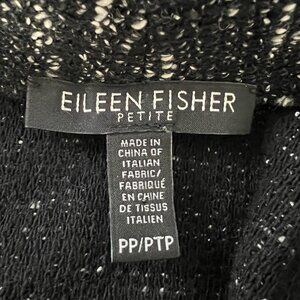 EILEEN FISHER
PETITE
MADE IN
CHINA OF
ITALIAN
FABRIC/
FABRIQUÉ
EN CHINE
DE TISSUS
ITALIEN
PP/PTP